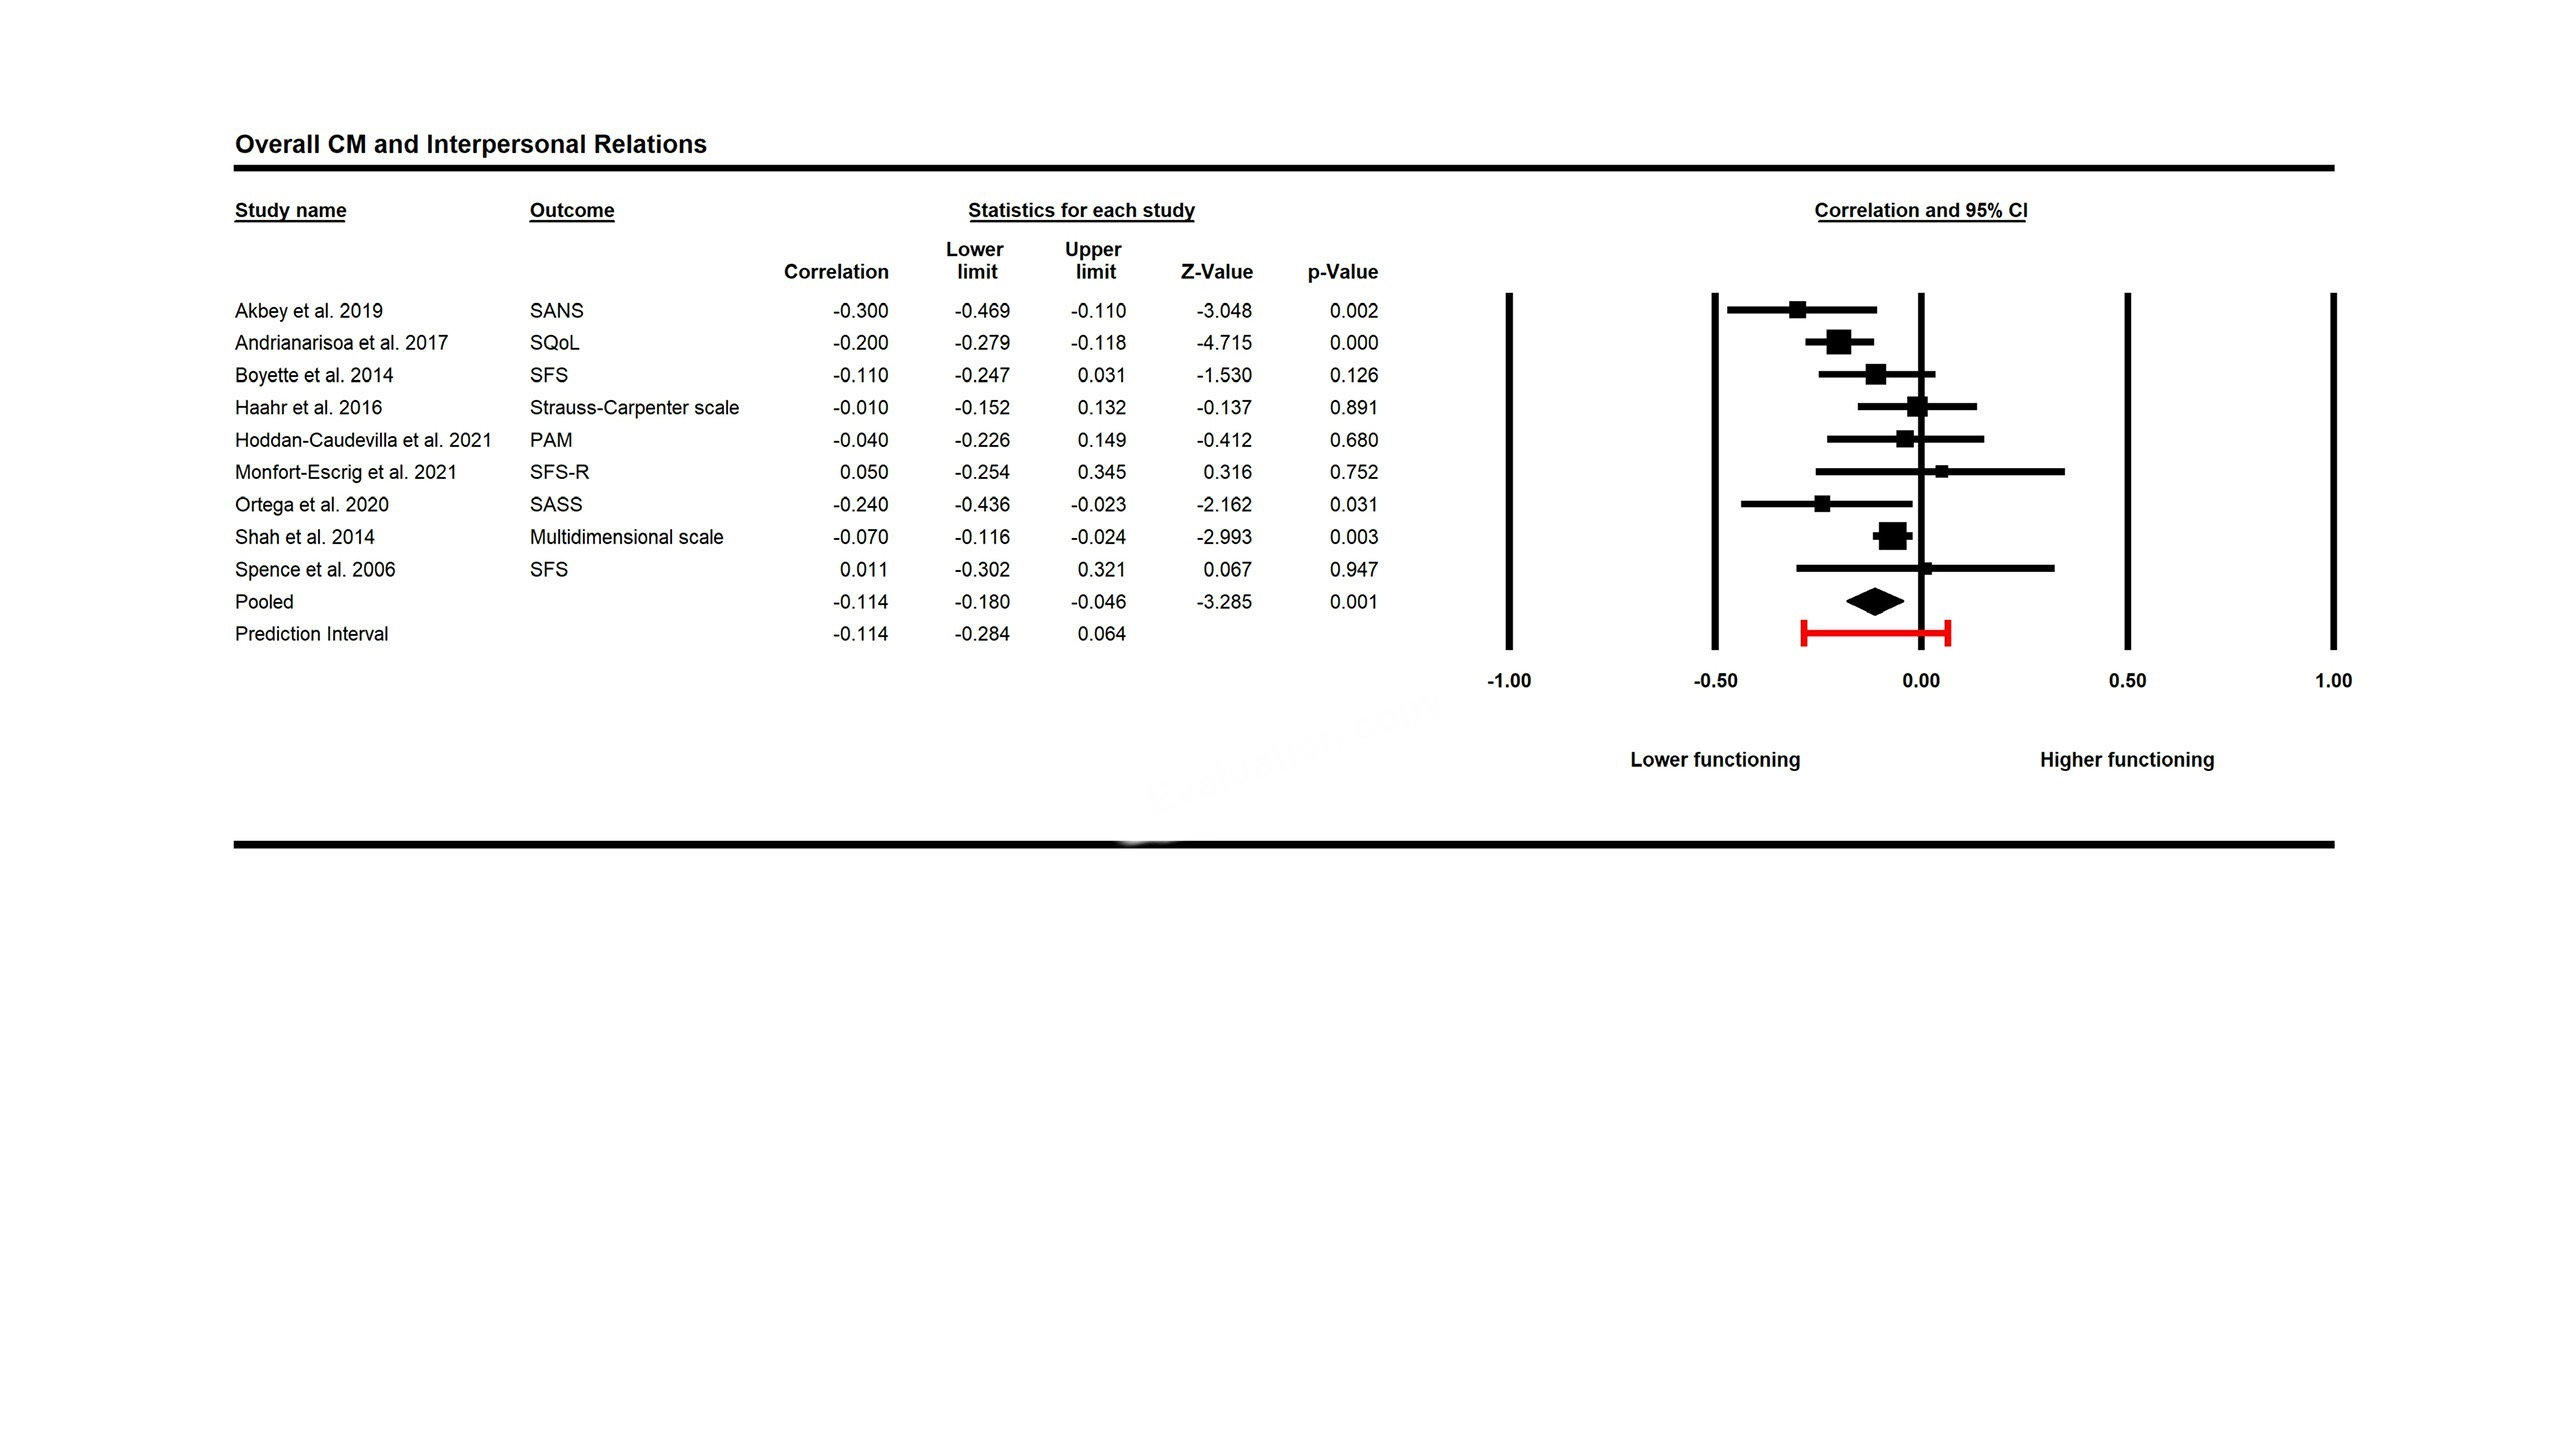 Overall CM and Interpersonal Relations
Study name Outcome Statistics for each study Correlation and 95% CI
Lower Upper
Correlation limit limit Z-Value p-Value
Akbey et al. 2019 SANS -0.300 -0.469 -0.110 -3.048 0.002
Andrianarisoa et al. 2017 SQoL -0.200 -0.279 -0.118 -4.715 0.000
Boyette et al. 2014 SFS -0.110 -0.247 0.031 -1.530 0.126
Haahr et al. 2016 Strauss-Carpenter scale -0.010 -0.152 0.132 -0.137 0.891
Hoddan-Caudevilla et al. 2021 PAM -0.040 -0.226 0.149 -0.412 0.680
Monfort-Escrig et al. 2021 SFS-R 0.050 -0.254 0.345 0.316 0.752
Ortega et al. 2020 SASS -0.240 -0.436 -0.023 -2.162 0.031
Shah et al. 2014 Multidimensional scale -0.070 -0.116 -0.024 -2.993 0.003
Spence et al. 2006 SFS 0.011 -0.302 0.321 0.067 0.947
Pooled -0.114 -0.180 -0.046 -3.285 0.001
Prediction Interval -0.114 -0.284 0.064
-1.00 -0.50 0.00 0.50 1.00
Lower functioning Higher functioning